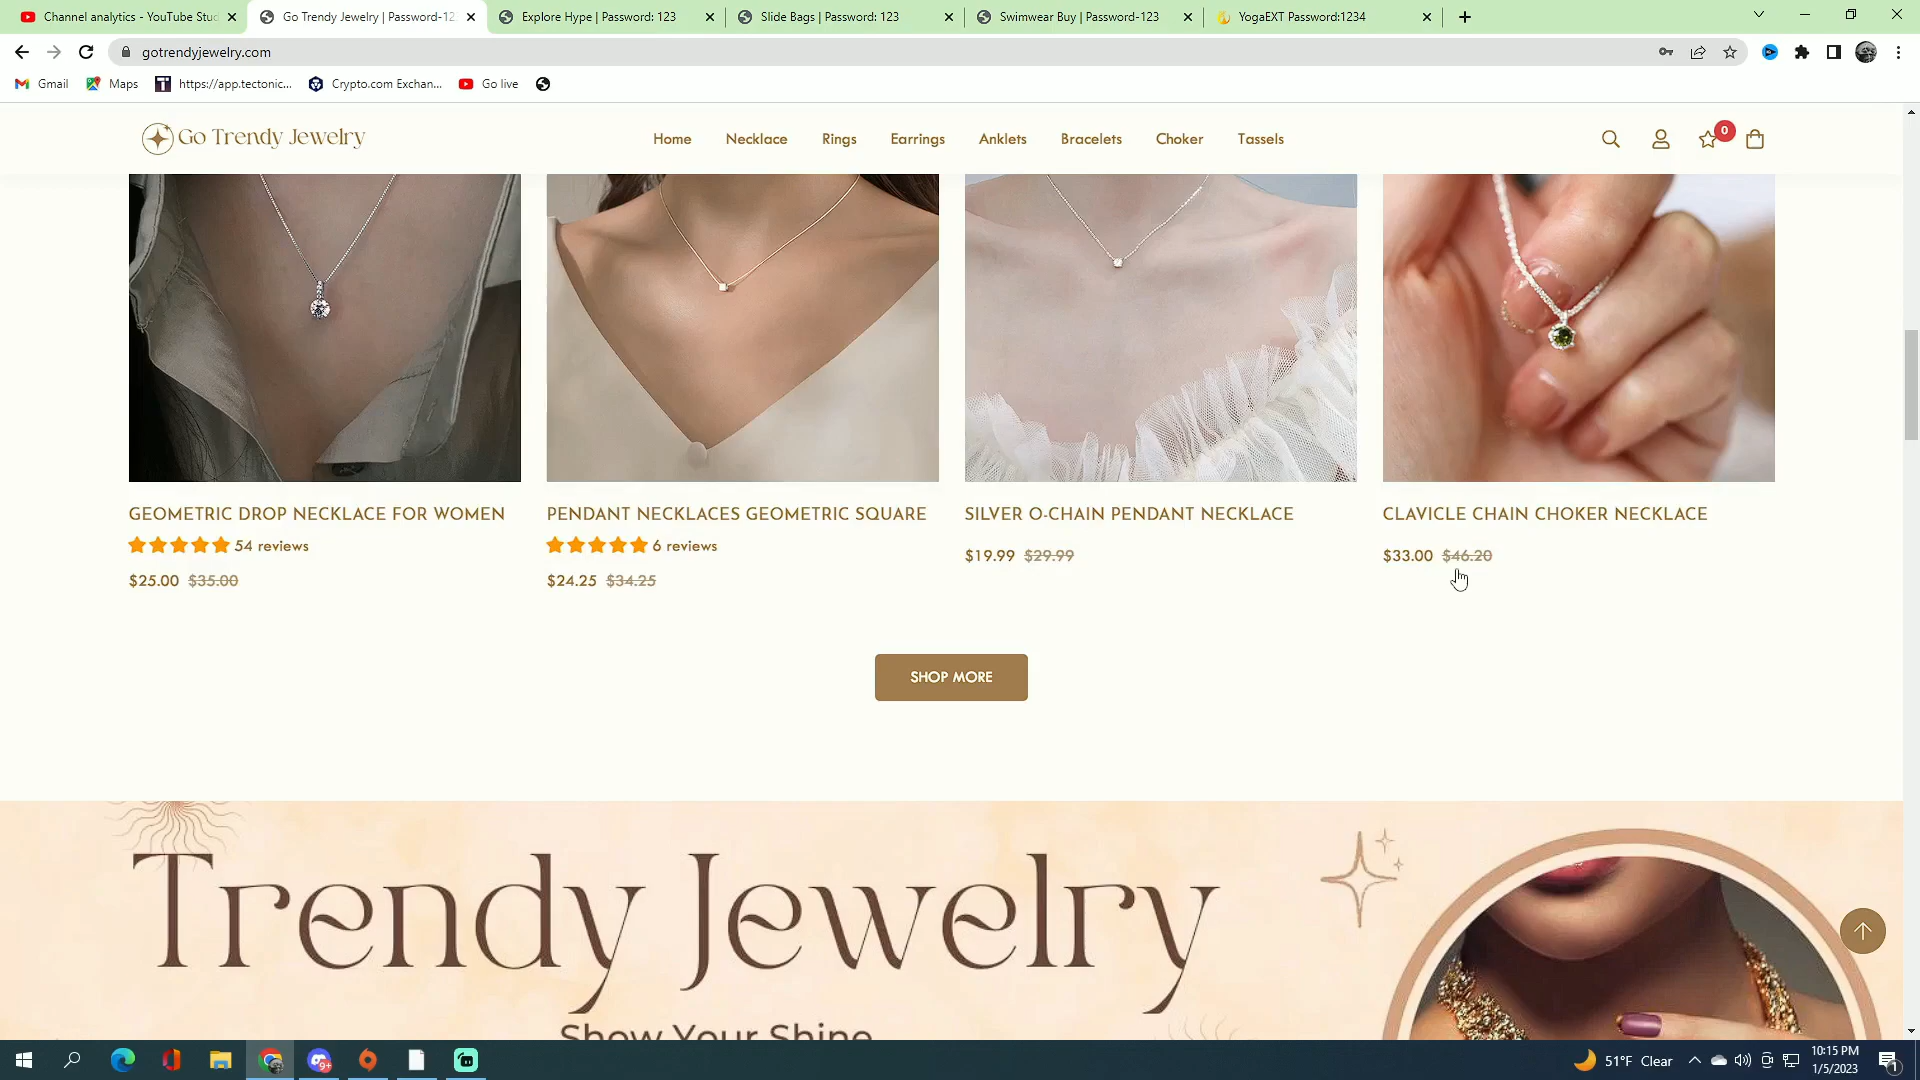 Channel analytics - YouTube Stu
Go Trendy Jewelry | Password-12
Explore Hype | Password: 123
Slide Bags | Password: 123
Swimwear Buy | Password-123
YogaEXT Password:1234
gotrendyjewelry.com
Gmail
Maps
https://app.tectonic...
Crypto.com Exchan...
Go live
Go Trendy Jewelry
Home
Necklace
Rings
Earrings
Anklets
Bracelets
Choker
Tassels
0
GEOMETRIC DROP NECKLACE FOR WOMEN
54 reviews
$25.00 $35.00
PENDANT NECKLACES GEOMETRIC SQUARE
6 reviews
$24.25 $34.25
SILVER O-CHAIN PENDANT NECKLACE
$19.99 $29.99
CLAVICLE CHAIN CHOKER NECKLACE
$33.00 $46.20
SHOP MORE
Trendy Jewelry
Show Your Shine
9+
51°F Clear
10:15 PM
1/5/2023
1